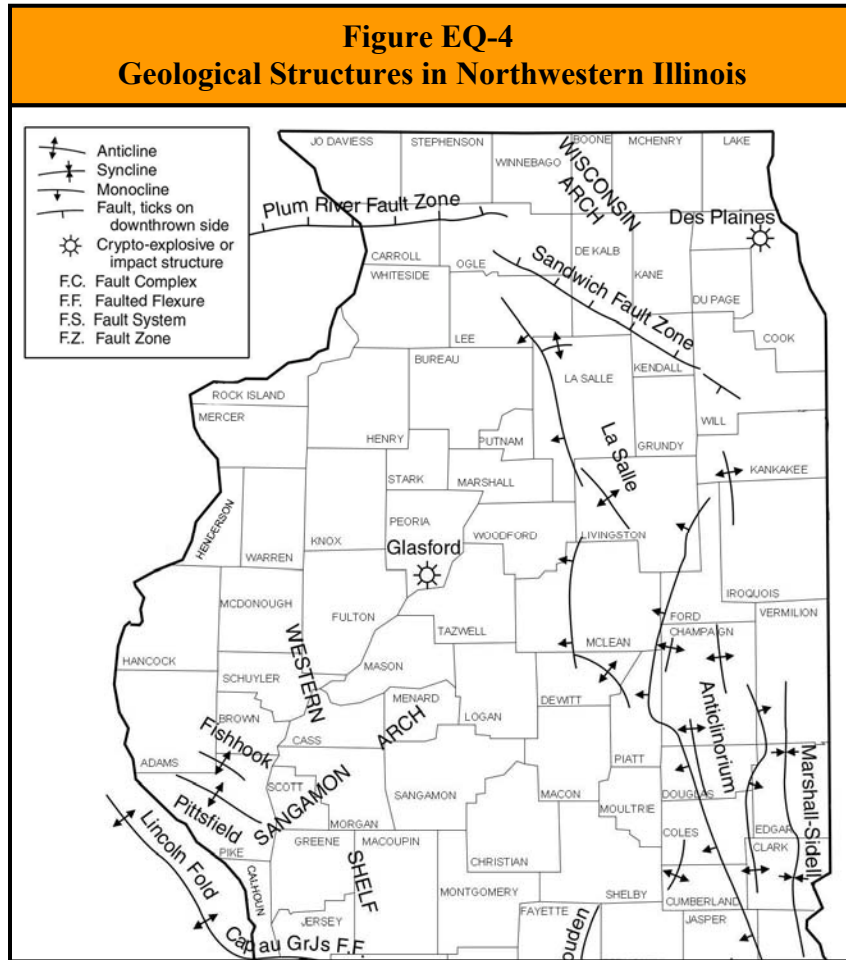 Figure EQ-4
Geological Structures in Northwestern Illinois
Anticline
Syncline
Monocline
Fault, ticks on
downthrown side
Crypto-explosive or
impact structure
F.C. Fault Complex
F.F. Faulted Flexure
F.S. Fault System
F.Z. Fault Zone
JO DAVIESS
STEPHENSON
WINNEBAGO
BOONE
MCHENRY
LAKE
WISCONSIN
ARCH
Plum River Fault Zone
Des Plaines
CARROLL
OGLE
DE KALB
KANE
WHITESIDE
Sandwich Fault Zone
DU PAGE
COOK
LEE
BUREAU
LA SALLE
KENDALL
ROCK ISLAND
MERCER
HENRY
PUTNAM
GRUNDY
WILL
La Salle
KANKAKEE
STARK
MARSHALL
HENDERSON
WARREN
KNOX
PEORIA
WOODFORD
LIVINGSTON
Glasford
IROQUOIS
MCDONOUGH
FULTON
TAZWELL
MCLEAN
FORD
VERMILION
CHAMPAIGN
HANCOCK
SCHUYLER
WESTERN
MASON
MENARD
LOGAN
DEWITT
BROWN
Fishhook
CASS
ARCH
PIATT
Anticlinorium
ADAMS
SCOTT
SANGAMON
SANGAMON
MACON
MOULTRIE
DOUGLAS
Marshall-Sidell
Pittsfield
MORGAN
EDGAR
Lincoln Fold
PIKE
GREENE
MACOUPIN
SHELF
CHRISTIAN
COLES
CLARK
CALHOUN
JERSEY
MONTGOMERY
SHELBY
CUMBERLAND
FAYETTE
JASPER
Cap au GrJs F.F.
ouden